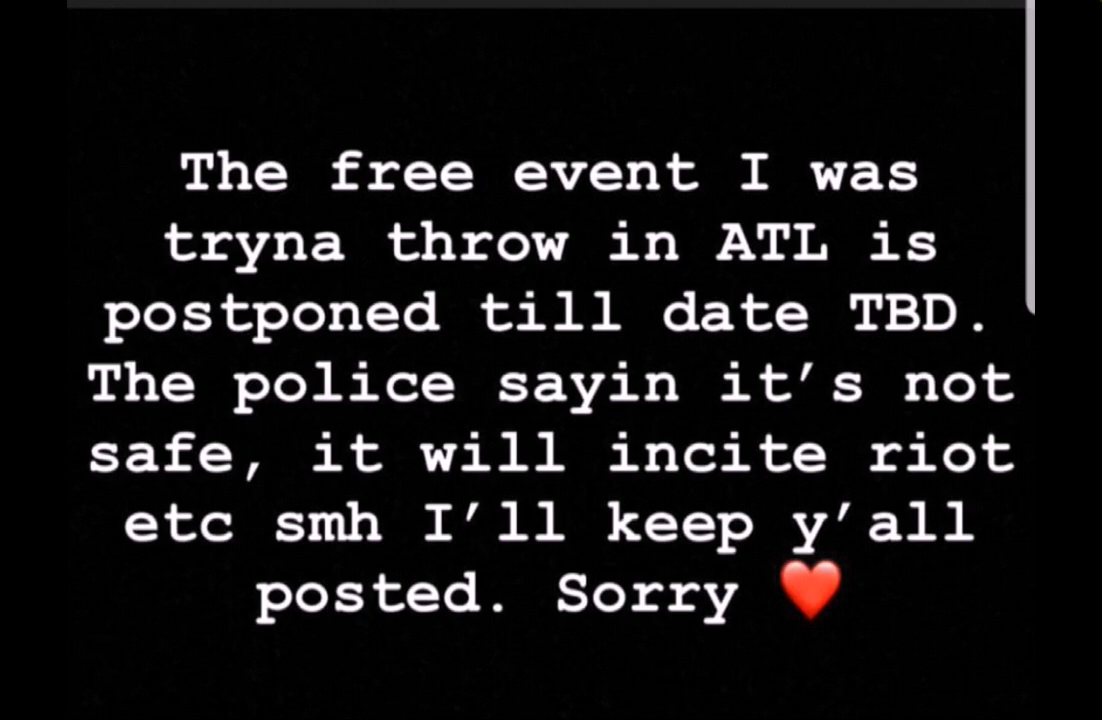 The free event I was
tryna throw in ATL is
postponed till date TBD.
The police sayin it’s not
safe, it will incite riot
etc smh I’ll keep y’all
posted. Sorry ❤️